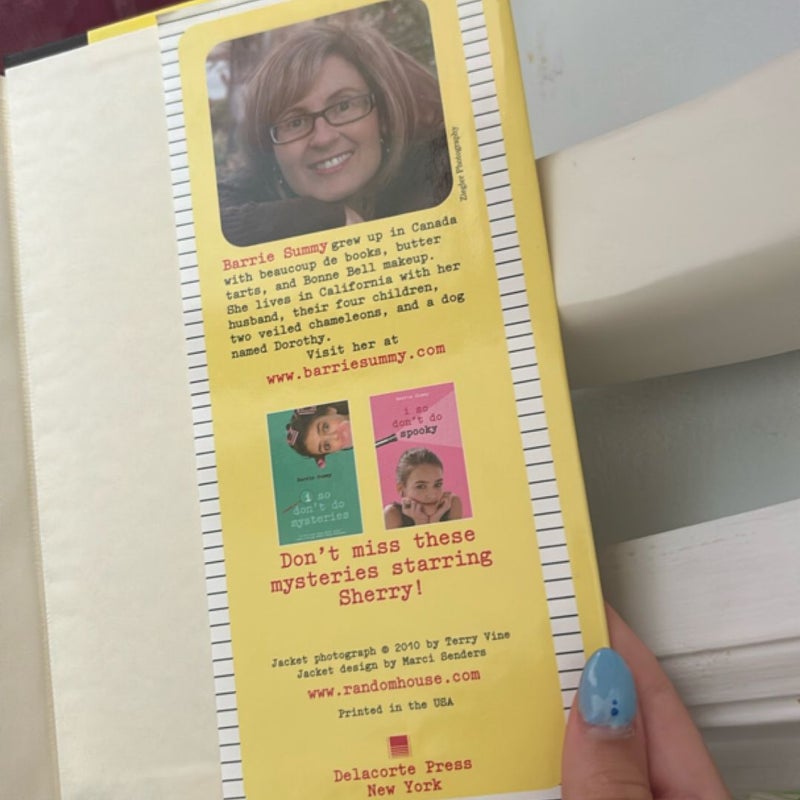 Ziegler Photography
Barrie Summy grew up in Canada
with beaucoup de books, butter
tarts, and Bonne Bell makeup.
She lives in California with her
husband, their four children,
two veiled chameleons, and a dog
named Dorothy.
Visit her at
www.barriesummy.com
Barrie Summy
i so
don't do
mysteries
Barrie Summy
i so
don't do
spooky
Don't miss these
mysteries starring
Sherry!
Jacket photograph © 2010 by Terry Vine
Jacket design by Marci Senders
www.randomhouse.com
Printed in the USA
Delacorte Press
New York